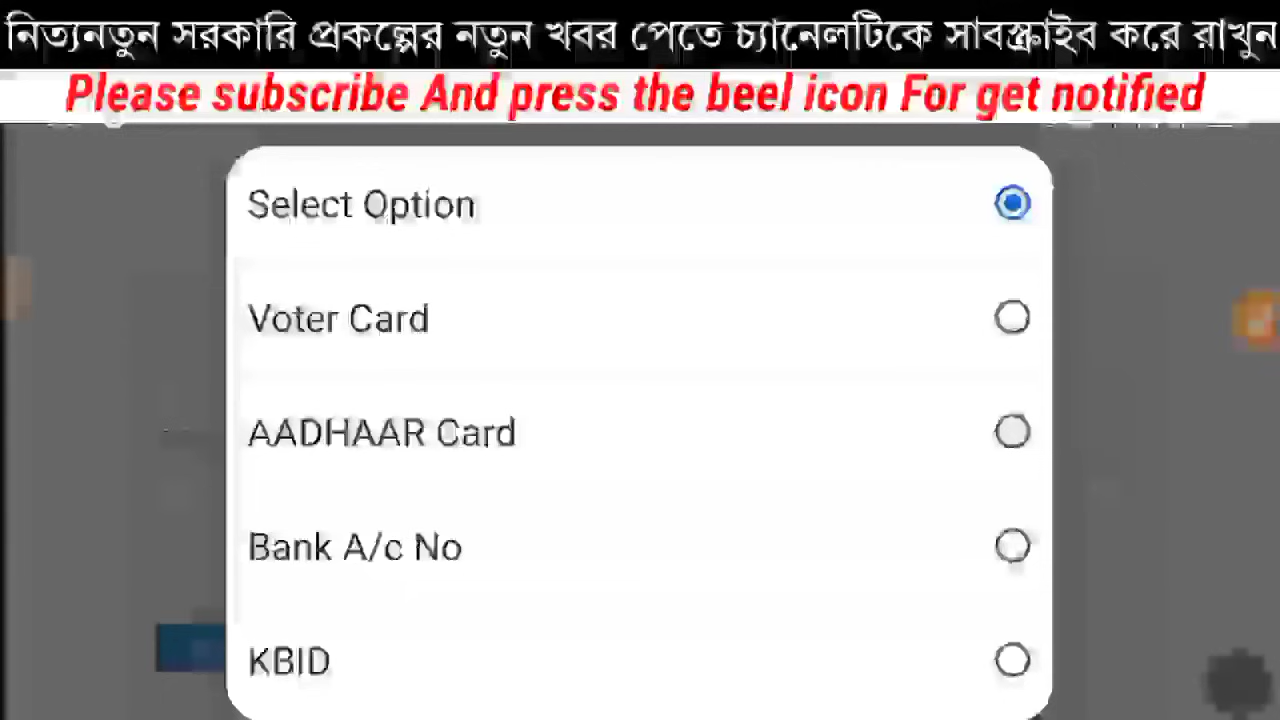 নিত্যনতুন সরকারি প্রকল্পের নতুন খবর পেতে চ্যানেলটিকে সাবস্ক্রাইব করে রাখুন
Please subscribe And press the beel icon For get notified
Select Option
Voter Card
AADHAAR Card
Bank A/c No
KBID